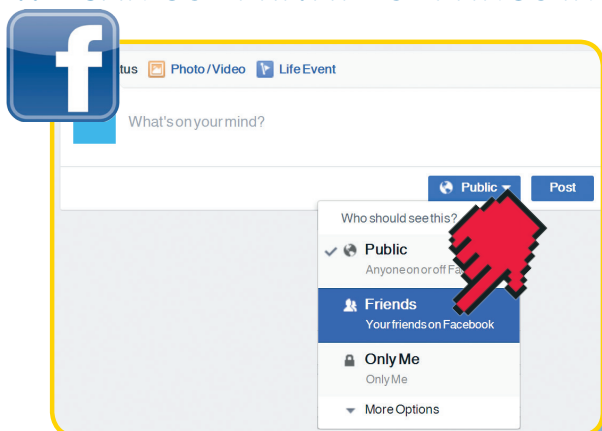 f
tus Photo/Video Life Event
What's on your mind?
Public Post
Who should see this?
Public
Anyone on or off Fa
Friends
Your friends on Facebook
Only Me
Only Me
More Options